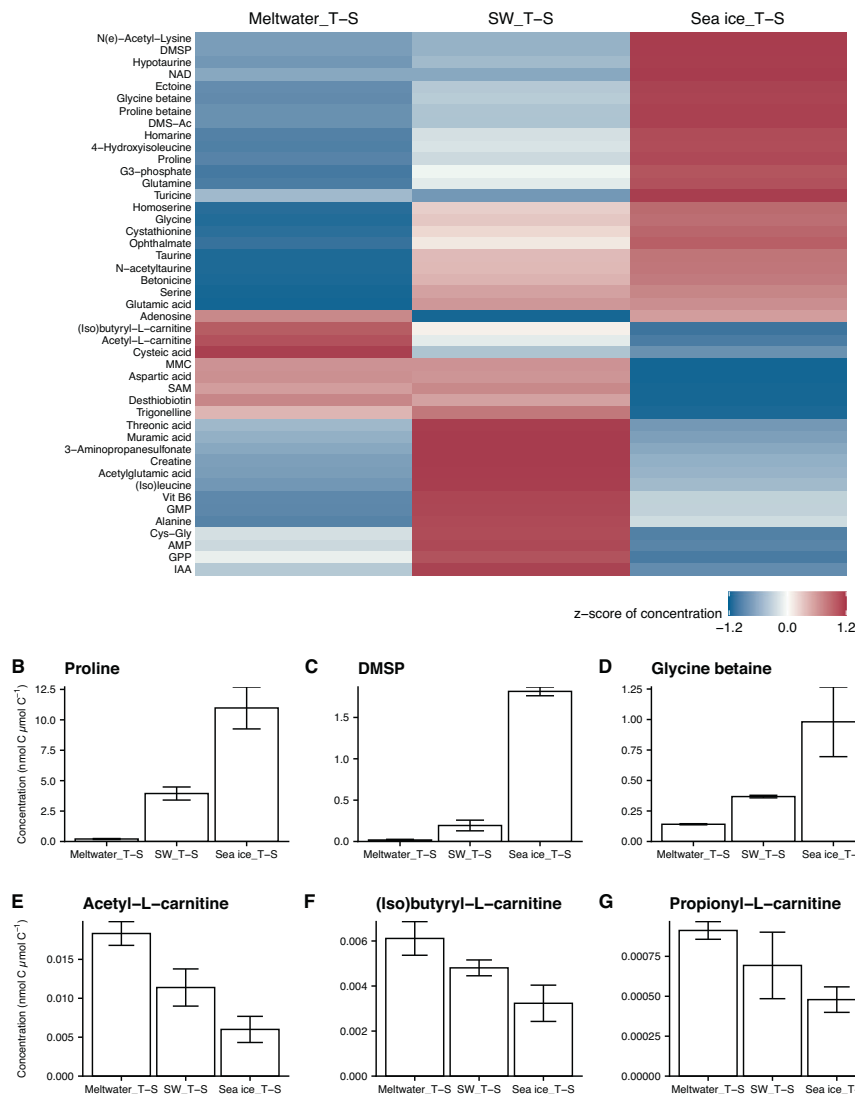 Meltwater_T−S SW_T−S Sea ice_T−S
N(e)−Acetyl−Lysine
DMSP
Hypotaurine
NAD
Ectoine
Glycine betaine
Proline betaine
DMS−Ac
Homarine
4−Hydroxyisoleucine
Proline
G3−phosphate
Glutamine
Turicine
Homoserine
Glycine
Cystathionine
Ophthalmate
Taurine
N−acetyltaurine
Betonicine
Serine
Glutamic acid
Adenosine
(Iso)butyryl−L−carnitine
Acetyl−L−carnitine
Cysteic acid
MMC
Aspartic acid
SAM
Desthiobiotin
Trigonelline
Threonic acid
Muramic acid
3−Aminopropanesulfonate
Creatine
Acetylglutamic acid
(Iso)leucine
Vit B6
GMP
Alanine
Cys−Gly
AMP
GPP
IAA
z−score of concentration
−1.2 0.0 1.2
B Proline
Concentration (nmol C µmol C⁻¹)
12.5
10.0
7.5
5.0
2.5
0.0
Meltwater_T−S SW_T−S Sea ice_T−S
C DMSP
1.5
1.0
0.5
0.0
Meltwater_T−S SW_T−S Sea ice_T−S
D Glycine betaine
1.25
1.00
0.75
0.50
0.25
0.00
Meltwater_T−S SW_T−S Sea ice_T−
E Acetyl−L−carnitine
Concentration (nmol C µmol C⁻¹)
0.015
0.010
0.005
0.000
Meltwater_T−S SW_T−S Sea ice_T−S
F (Iso)butyryl−L−carnitine
0.006
0.004
0.002
0.000
Meltwater_T−S SW_T−S Sea ice_T−S
G Propionyl−L−carnitine
0.00075
0.00050
0.00025
0.00000
Meltwater_T−S SW_T−S Sea ice_T−